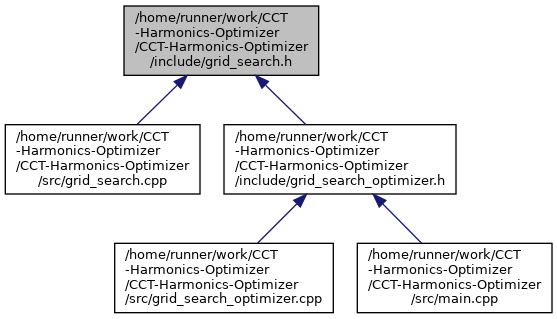 /home/runner/work/CCT
-Harmonics-Optimizer
/CCT-Harmonics-Optimizer
/include/grid_search.h
/home/runner/work/CCT
-Harmonics-Optimizer
/CCT-Harmonics-Optimizer
/src/grid_search.cpp
/home/runner/work/CCT
-Harmonics-Optimizer
/CCT-Harmonics-Optimizer
/include/grid_search_optimizer.h
/home/runner/work/CCT
-Harmonics-Optimizer
/CCT-Harmonics-Optimizer
/src/grid_search_optimizer.cpp
/home/runner/work/CCT
-Harmonics-Optimizer
/CCT-Harmonics-Optimizer
/src/main.cpp